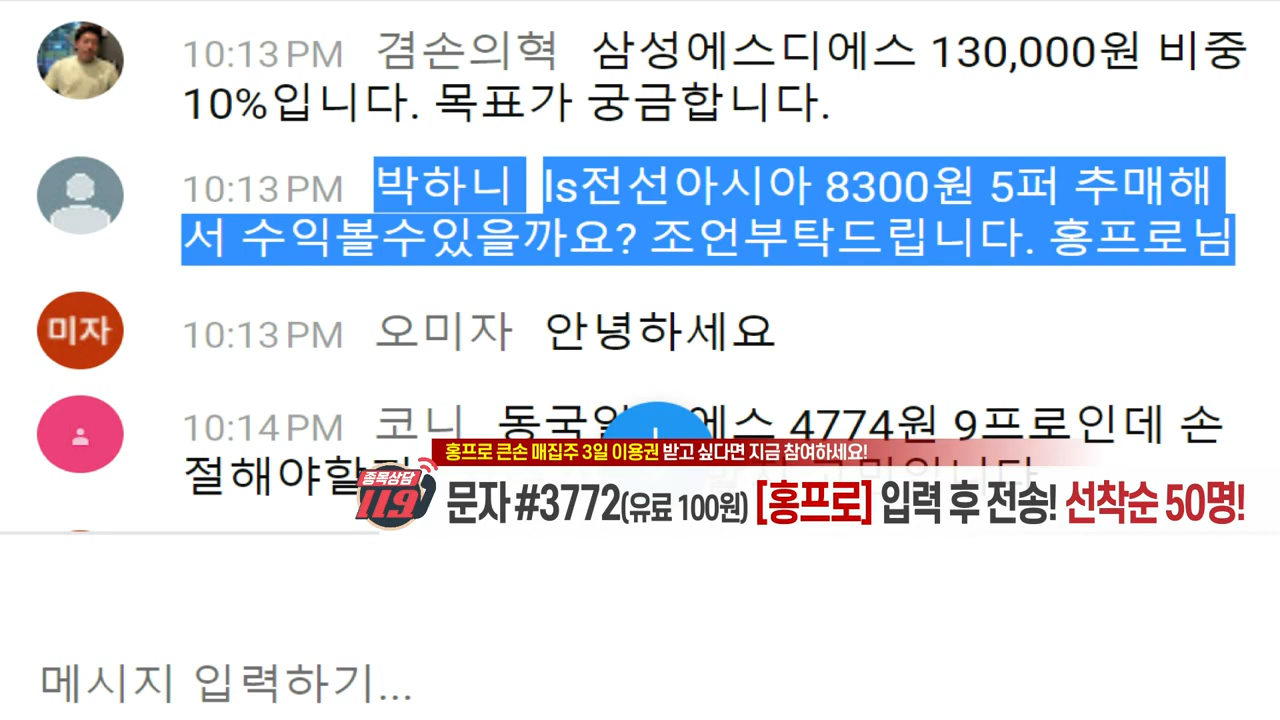 10:13 PM 겸손의혁 삼성에스디에스 130,000원 비중
10%입니다. 목표가 궁금합니다.
10:13 PM 박하니 ls전선아시아 8300원 5퍼 추매해
서 수익볼수있을까요? 조언부탁드립니다. 홍프로님
미자
10:13 PM 오미자 안녕하세요
10:14 PM 코니 동국 에스 4774원 9프로인데 손
절해야할
홍프로 큰손 매집주 3일 이용권 받고 싶다면 지금 참여하세요!
종목상담
119
문자 #3772(유료 100원) [홍프로] 입력 후 전송! 선착순 50명!
메시지 입력하기...